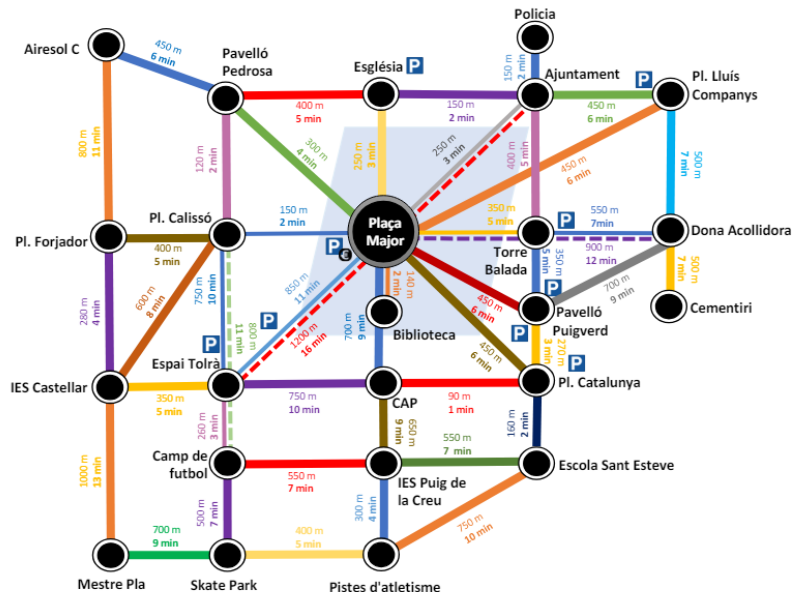 Policia
Airesol C
450 m
6 min
Pavelló
Pedrosa
Església P
150 m
2 min
Ajuntament
P
Pl. Lluís
Companys
400 m
5 min
150 m
2 min
450 m
6 min
800 m
11 min
120 m
2 min
300 m
4 min
250 m
3 min
250 m
3 min
400 m
5 min
450 m
6 min
500 m
7 min
Pl. Forjador
Pl. Calissó
400 m
5 min
150 m
2 min
Plaça
Major
P
€
350 m
5 min
P
Torre
Balada
550 m
7min
900 m
12 min
Dona Acollidora
280 m
4 min
600 m
8 min
750 m
10 min
800 m
11 min
850 m
11 min
1200 m
16 min
P
140 m
2 min
700 m
9 min
Biblioteca
450 m
6 min
450 m
6 min
350 m
5 min
P
Pavelló
Puigverd
700 m
9 min
500 m
7 min
Cementiri
P
270 m
3 min
P
P
Espai Tolrà
IES Castellar
350 m
5 min
750 m
10 min
CAP
90 m
1 min
Pl. Catalunya
260 m
3 min
650 m
9 min
160 m
2 min
Camp de
futbol
550 m
7 min
IES Puig de
la Creu
550 m
7 min
Escola Sant Esteve
1000 m
13 min
500 m
7 min
300 m
4 min
750 m
10 min
700 m
9 min
400 m
5 min
Mestre Pla
Skate Park
Pistes d'atletisme